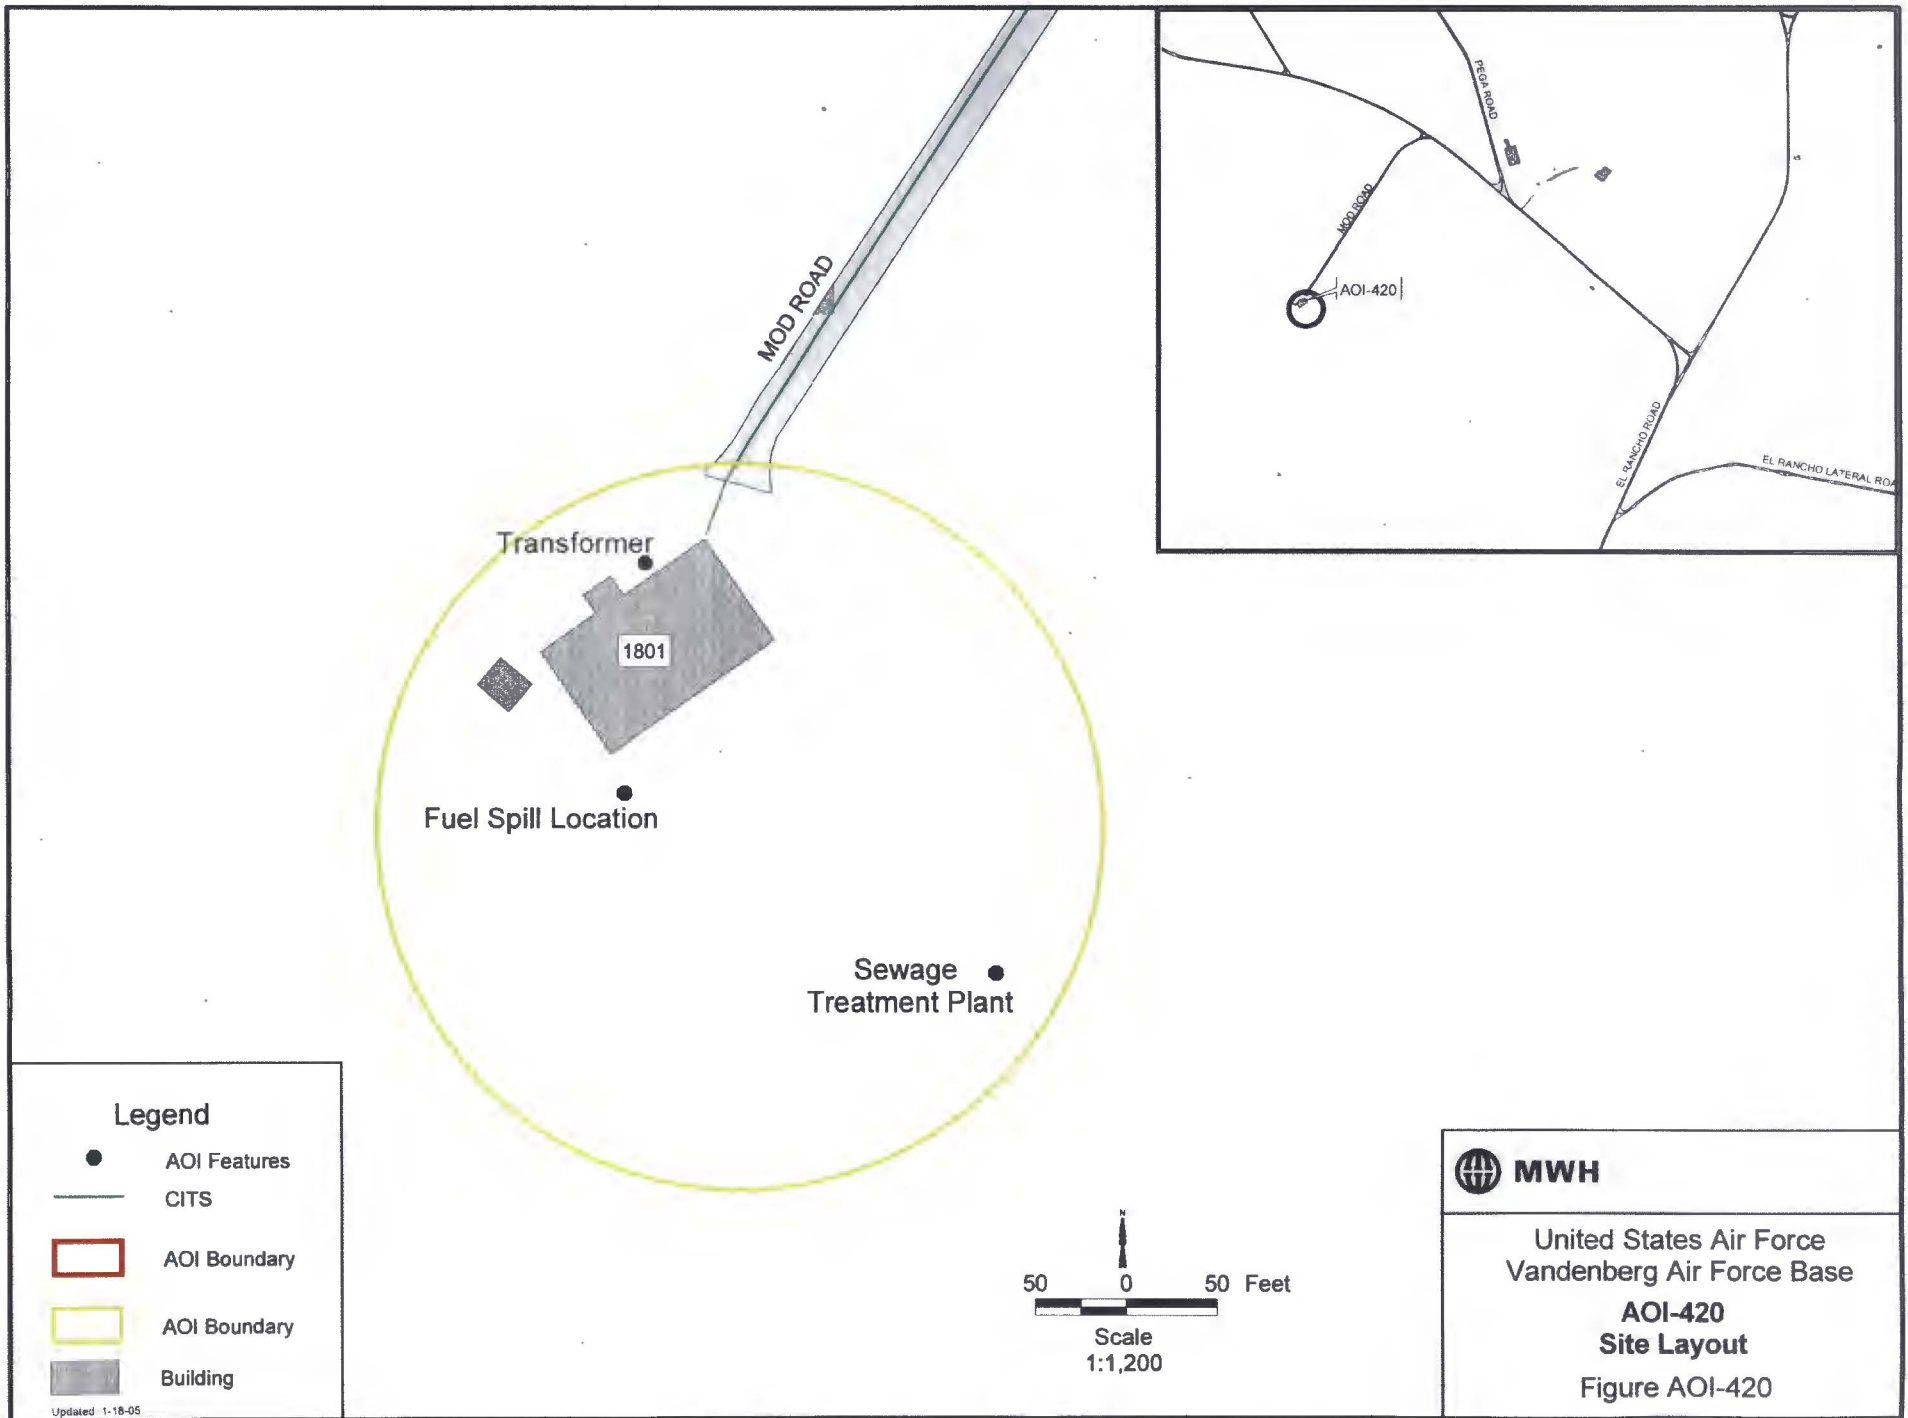 PEGA ROAD
MOD ROAD
AOI-420
EL RANCHO ROAD
EL RANCHO LATERAL ROA
MOD ROAD
Transformer
1801
Fuel Spill Location
Sewage
Treatment Plant
Legend
AOI Features
CITS
AOI Boundary
AOI Boundary
Building
Updated 1-18-05
N
50 0 50 Feet
Scale
1:1,200
MWH
United States Air Force
Vandenberg Air Force Base
AOI-420
Site Layout
Figure AOI-420